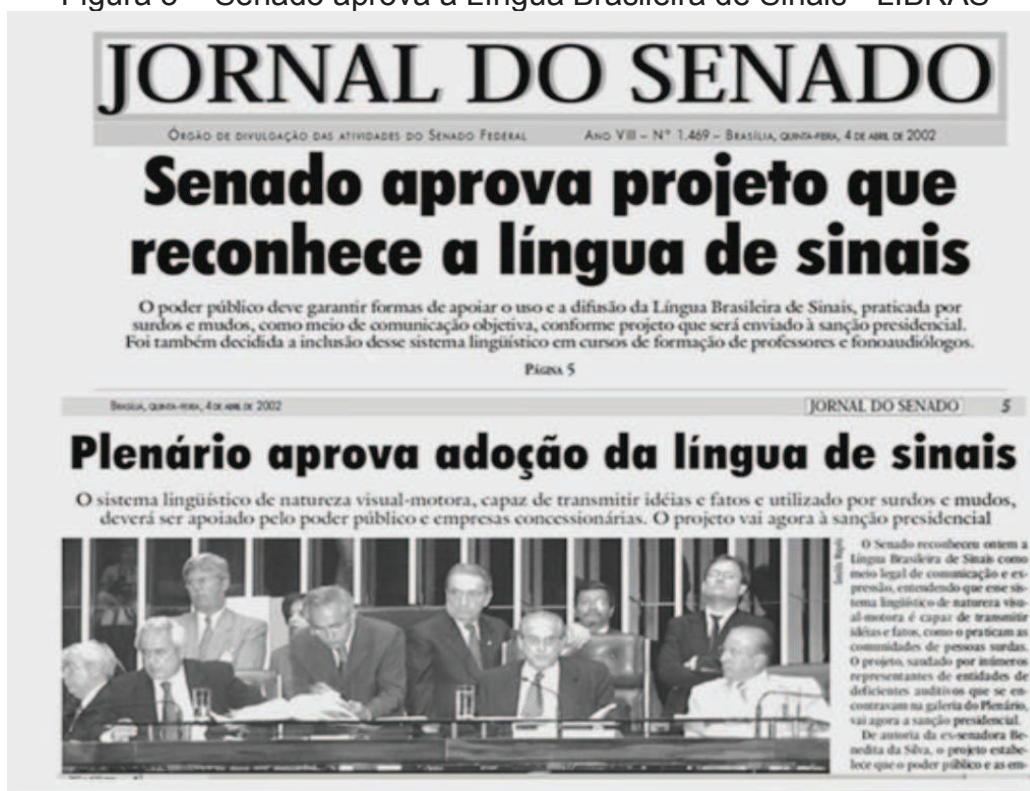 Senado aprova a Língua Brasileira de Sinais - LIBRAS
JORNAL DO SENADO
ÓRGÃO DE DIVULGAÇÃO DAS ATIVIDADES DO SENADO FEDERAL ANO VIII – Nº 1.469 – BRASÍLIA, QUINTA-FEIRA, 4 DE ABRIL DE 2002
Senado aprova projeto que
reconhece a língua de sinais
O poder público deve garantir formas de apoiar o uso e a difusão da Língua Brasileira de Sinais, praticada por
surdos e mudos, como meio de comunicação objetiva, conforme projeto que será enviado à sanção presidencial.
Foi também decidida a inclusão desse sistema lingüístico em cursos de formação de professores e fonoaudiólogos.
PÁGINA 5
BRASÍLIA, QUINTA-FEIRA, 4 DE ABRIL DE 2002 JORNAL DO SENADO 5
Plenário aprova adoção da língua de sinais
O sistema lingüístico de natureza visual-motora, capaz de transmitir idéias e fatos e utilizado por surdos e mudos,
deverá ser apoiado pelo poder público e empresas concessionárias. O projeto vai agora à sanção presidencial
O Senado reconheceu ontem a
Língua Brasileira de Sinais como
meio legal de comunicação e ex-
pressão, entendendo que esse sis-
tema lingüístico de natureza visu-
al-motora é capaz de transmitir
idéias e fatos, como o praticam as
comunidades de pessoas surdas.
O projeto, saudado por inúmeros
representantes de entidades de
deficientes auditivos que se en-
contravam na galeria do Plenário,
vai agora a sanção presidencial.
De autoria da ex-senadora Be-
nedita da Silva, o projeto estabe-
lece que o poder público e as em-